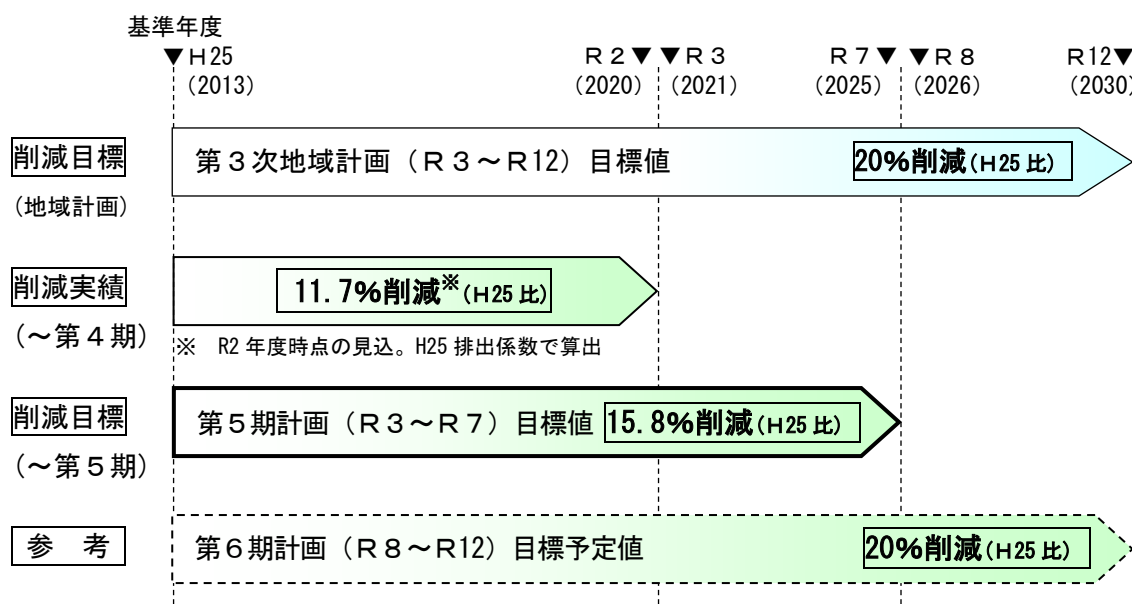 基準年度
▼H25 R2▼ ▼R3 R7▼ ▼R8 R12▼
(2013) (2020) (2021) (2025) (2026) (2030)
削減目標 第3次地域計画(R3～R12)目標値 20%削減(H25比)
(地域計画)
削減実績 11.7%削減※(H25比)
(～第4期)
※ R2年度時点の見込。H25排出係数で算出
削減目標 第5期計画(R3～R7)目標値 15.8%削減(H25比)
(～第5期)
参 考 第6期計画(R8～R12)目標予定値 20%削減(H25比)